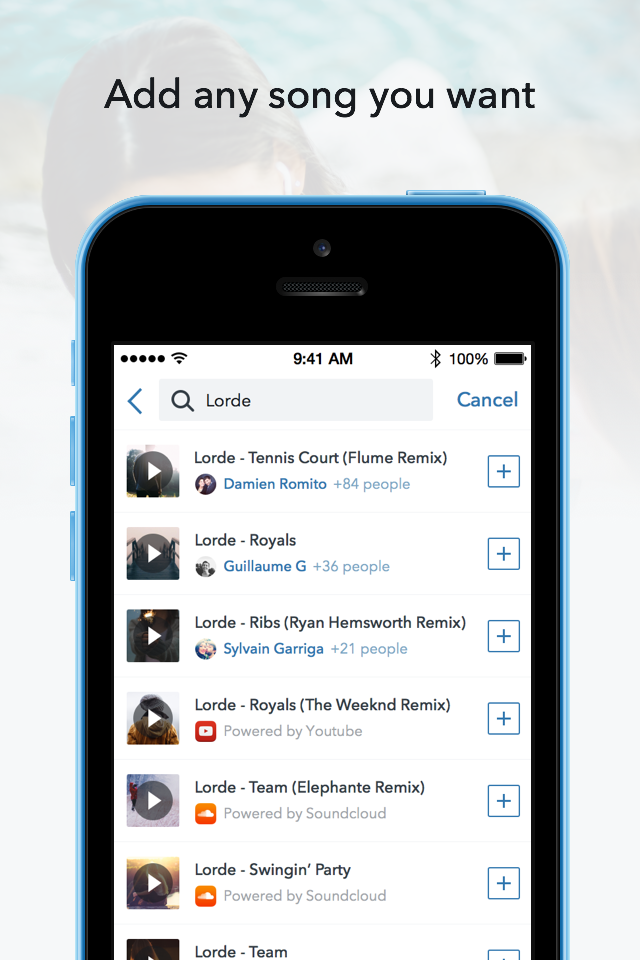 Add any song you want
9:41 AM
100%
Lorde
Cancel
Lorde - Tennis Court (Flume Remix)
Damien Romito +84 people
Lorde - Royals
Guillaume G +36 people
Lorde - Ribs (Ryan Hemsworth Remix)
Sylvain Garriga +21 people
Lorde - Royals (The Weeknd Remix)
Powered by Youtube
Lorde - Team (Elephante Remix)
Powered by Soundcloud
Lorde - Swingin’ Party
Powered by Soundcloud
Lorde - Team